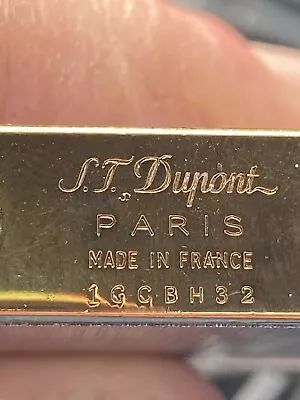 S.T. Dupont
PARIS
MADE IN FRANCE
1GCBH32